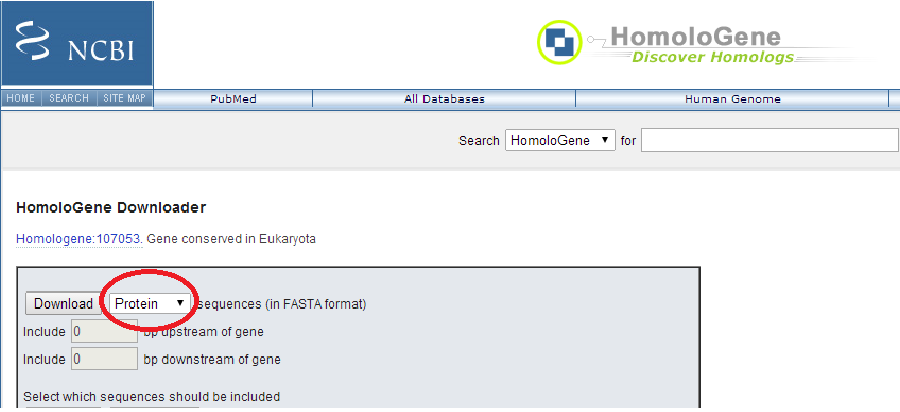 NCBI
HomoloGene
Discover Homologs
HOME SEARCH SITE MAP PubMed All Databases Human Genome
Search HomoloGene for
HomoloGene Downloader
Homologene:107053. Gene conserved in Eukaryota
Download Protein sequences (in FASTA format)
Include 0 bp upstream of gene
Include 0 bp downstream of gene
Select which sequences should be included